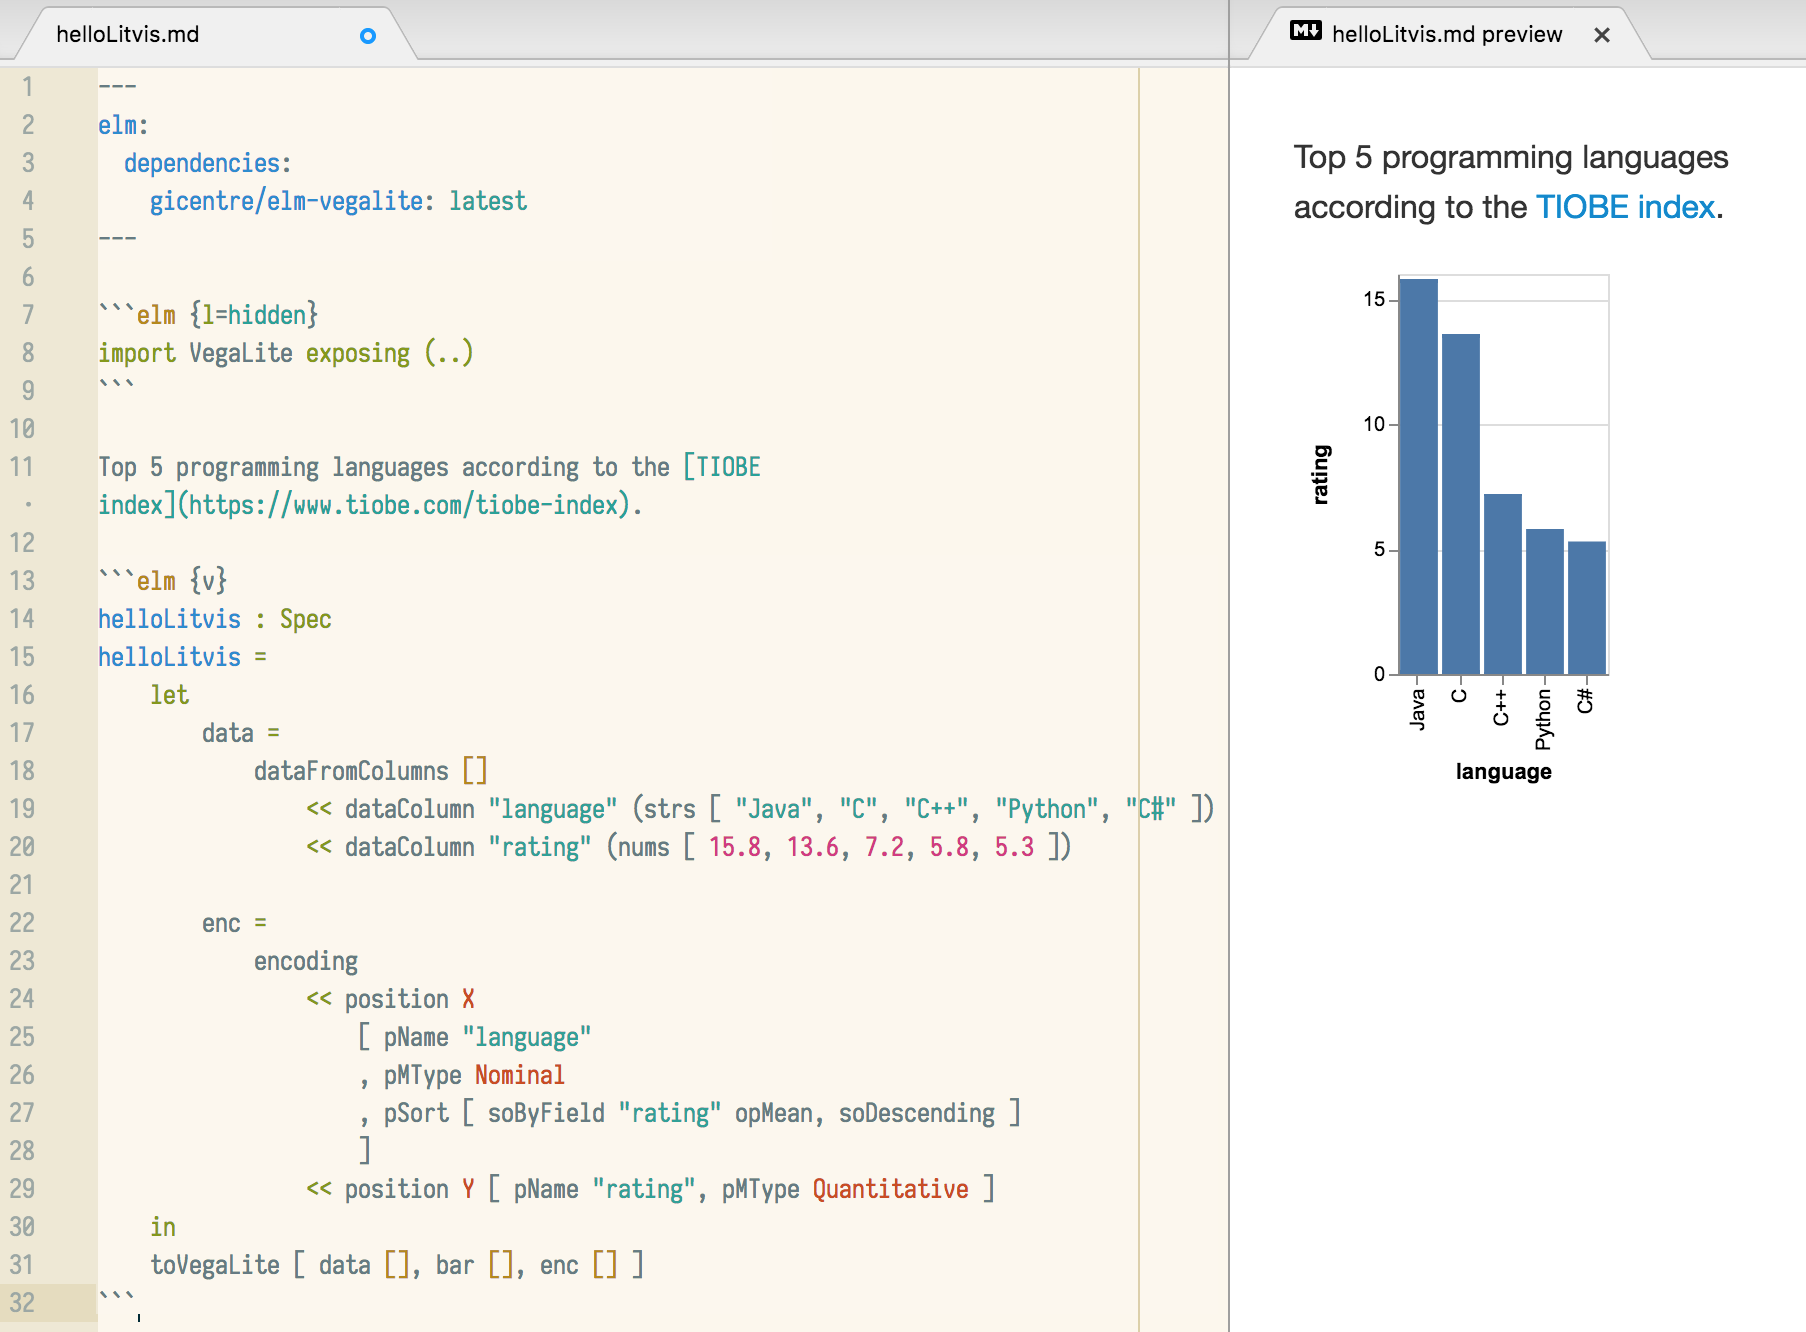 helloLitvis.md
1 ---
2 elm:
3   dependencies:
4     gicentre/elm-vegalite: latest
5 ---
6
7 ```elm {l=hidden}
8 import VegaLite exposing (..)
9 ```
10
11 Top 5 programming languages according to the [TIOBE
· index](https://www.tiobe.com/tiobe-index).
12
13 ```elm {v}
14 helloLitvis : Spec
15 helloLitvis =
16     let
17         data =
18             dataFromColumns []
19                 << dataColumn "language" (strs [ "Java", "C", "C++", "Python", "C#" ])
20                 << dataColumn "rating" (nums [ 15.8, 13.6, 7.2, 5.8, 5.3 ])
21
22         enc =
23             encoding
24                 << position X
25                     [ pName "language"
26                     , pMType Nominal
27                     , pSort [ soByField "rating" opMean, soDescending ]
28                     ]
29                 << position Y [ pName "rating", pMType Quantitative ]
30     in
31     toVegaLite [ data [], bar [], enc [] ]
32 ```
M↓ helloLitvis.md preview ×
Top 5 programming languages
according to the TIOBE index.
15
10
5
0
rating
Java
C
C++
Python
C#
language